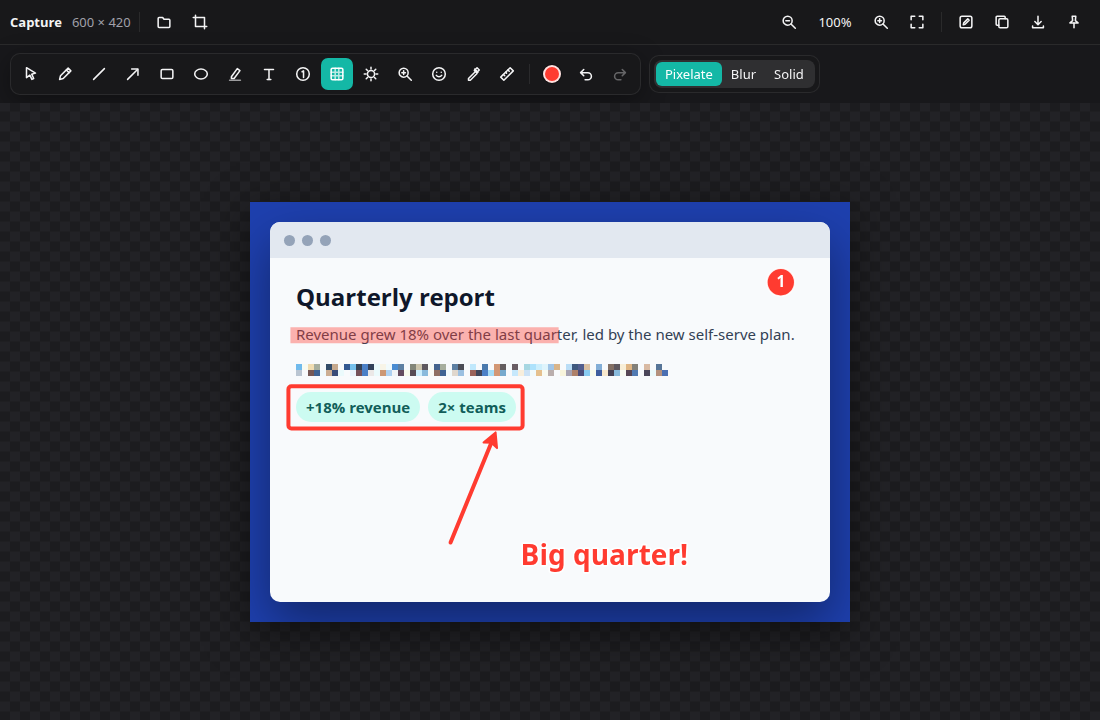 Capture 600 × 420
100%
Pixelate Blur Solid
1
Quarterly report
Revenue grew 18% over the last quarter, led by the new self-serve plan.
+18% revenue 2× teams
Big quarter!